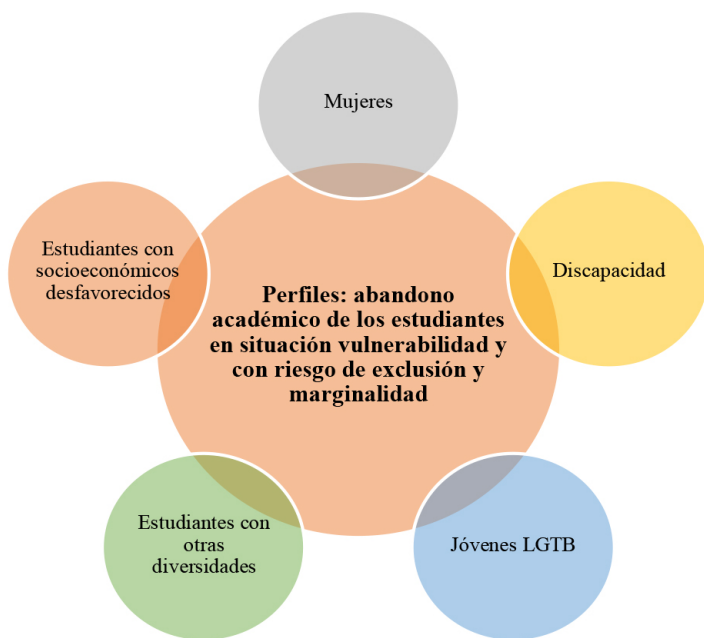 Mujeres
Estudiantes con
socioeconómicos
desfavorecidos
Discapacidad
Perfiles: abandono
académico de los estudiantes
en situación vulnerabilidad y
con riesgo de exclusión y
marginalidad
Estudiantes con
otras
diversidades
Jóvenes LGTB